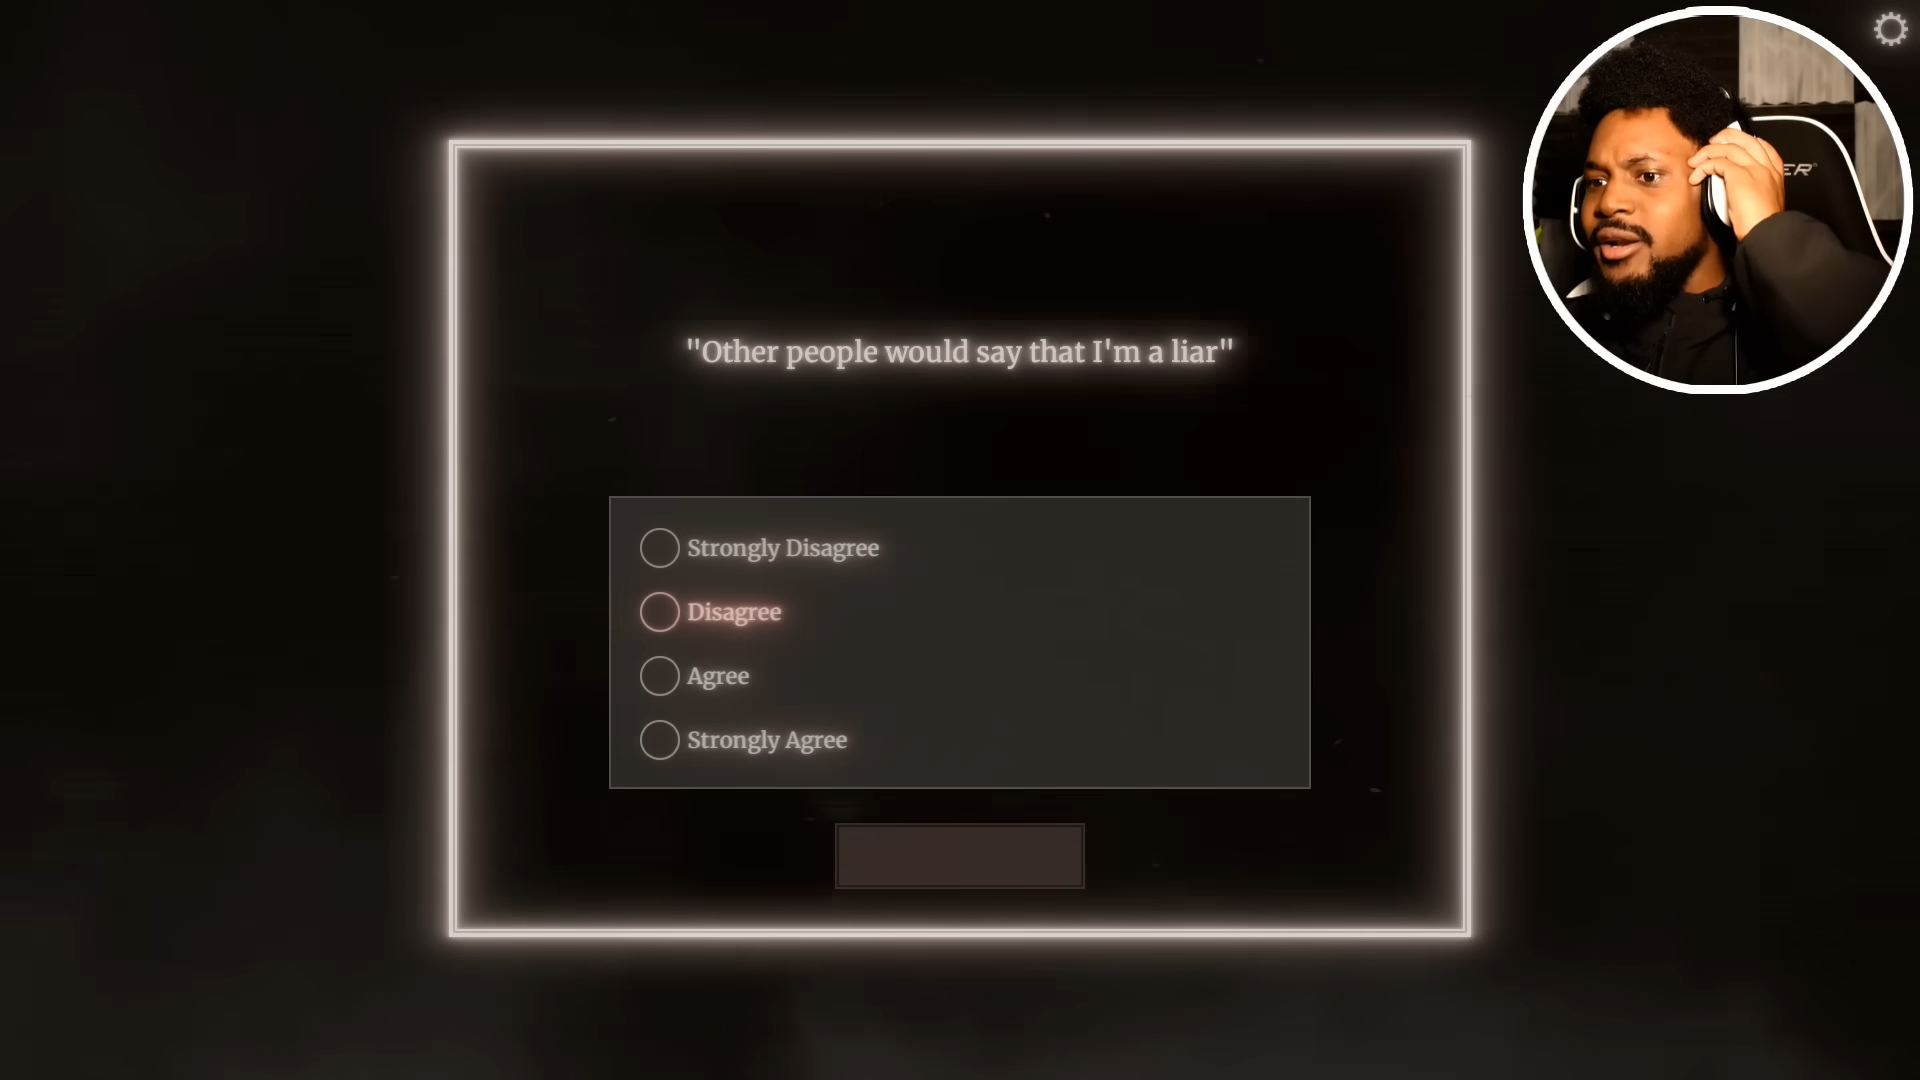 "Other people would say that I'm a liar"
Strongly Disagree
Disagree
Agree
Strongly Agree